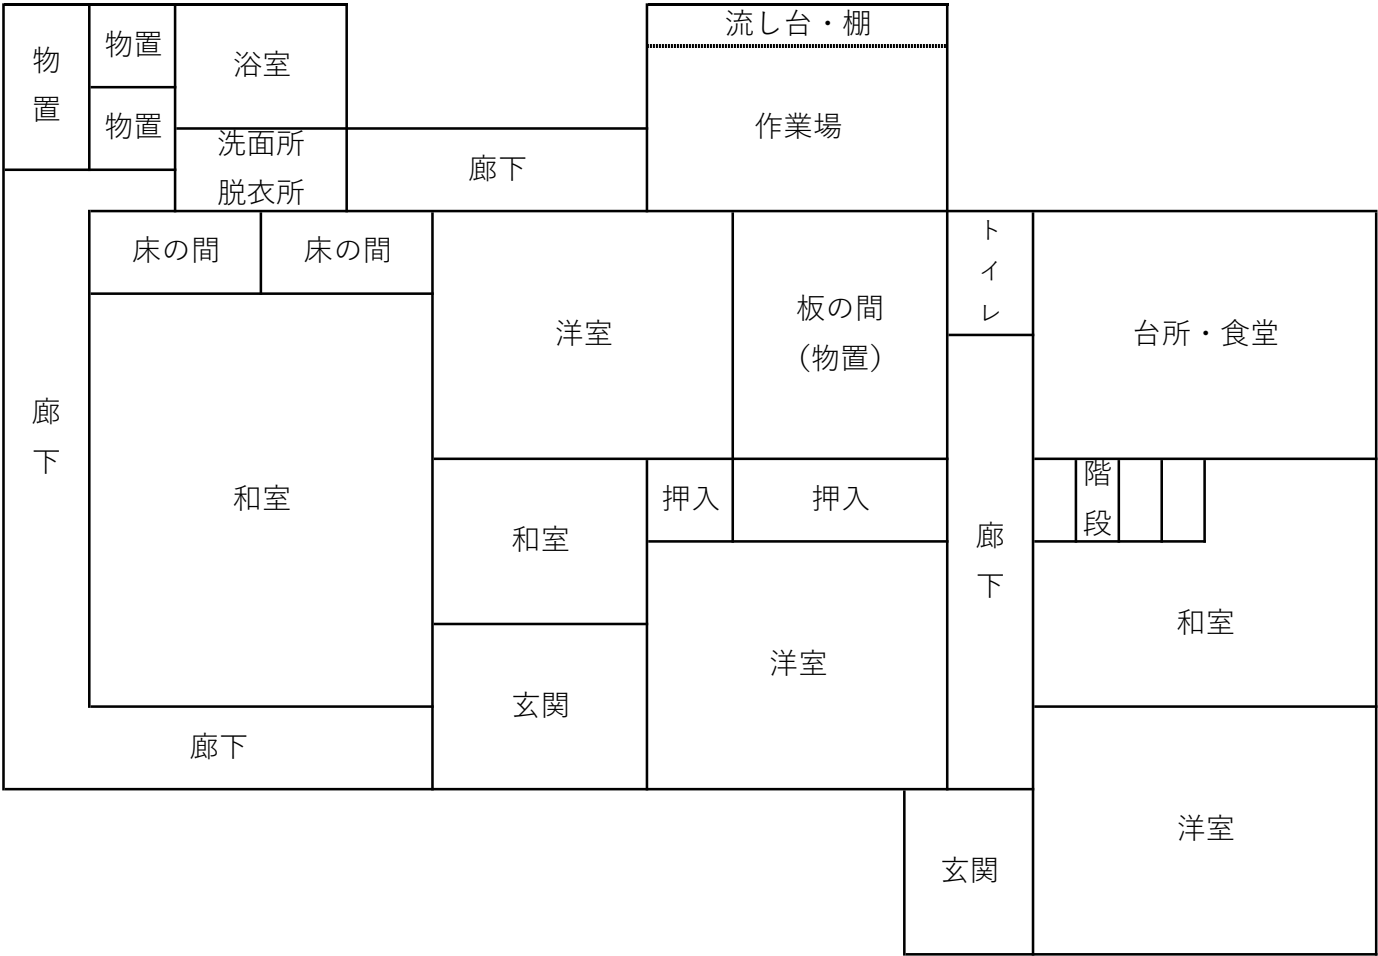 流し台・棚
物置
物置
浴室
物置
作業場
洗面所
脱衣所
廊下
床の間
床の間
洋室
板の間
（物置）
トイレ
台所・食堂
廊下
和室
和室
押入
押入
廊下
階段
和室
洋室
玄関
廊下
洋室
玄関